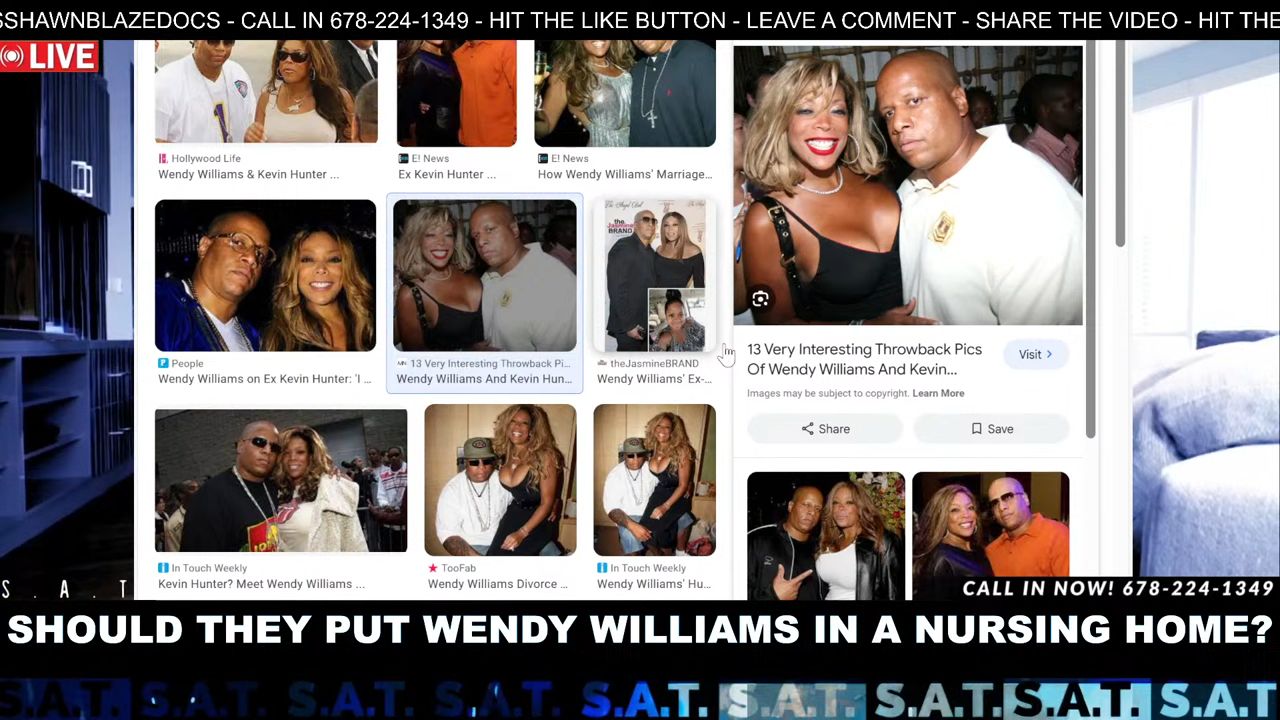 SSHAWNBLAZEDOCS - CALL IN 678-224-1349 - HIT THE LIKE BUTTON - LEAVE A COMMENT - SHARE THE VIDEO - HIT THE
LIVE
Hollywood Life
Wendy Williams & Kevin Hunter ...
E! News
Ex Kevin Hunter ...
E! News
How Wendy Williams' Marriage...
the Jasmine BRAND
People
Wendy Williams on Ex Kevin Hunter: 'I ...
13 Very Interesting Throwback Pi...
Wendy Williams And Kevin Hun...
theJasmineBRAND
Wendy Williams' Ex-...
13 Very Interesting Throwback Pics
Of Wendy Williams And Kevin...
Visit
Images may be subject to copyright. Learn More
Share
Save
In Touch Weekly
Kevin Hunter? Meet Wendy Williams ...
TooFab
Wendy Williams Divorce ...
In Touch Weekly
Wendy Williams' Hu...
S. A. T
CALL IN NOW! 678-224-1349
SHOULD THEY PUT WENDY WILLIAMS IN A NURSING HOME?
S.A.T. S.A.T. S.A.T. S.A.T. S.A.T. S.A.T. S.A.T. S.A.T. S.A.T